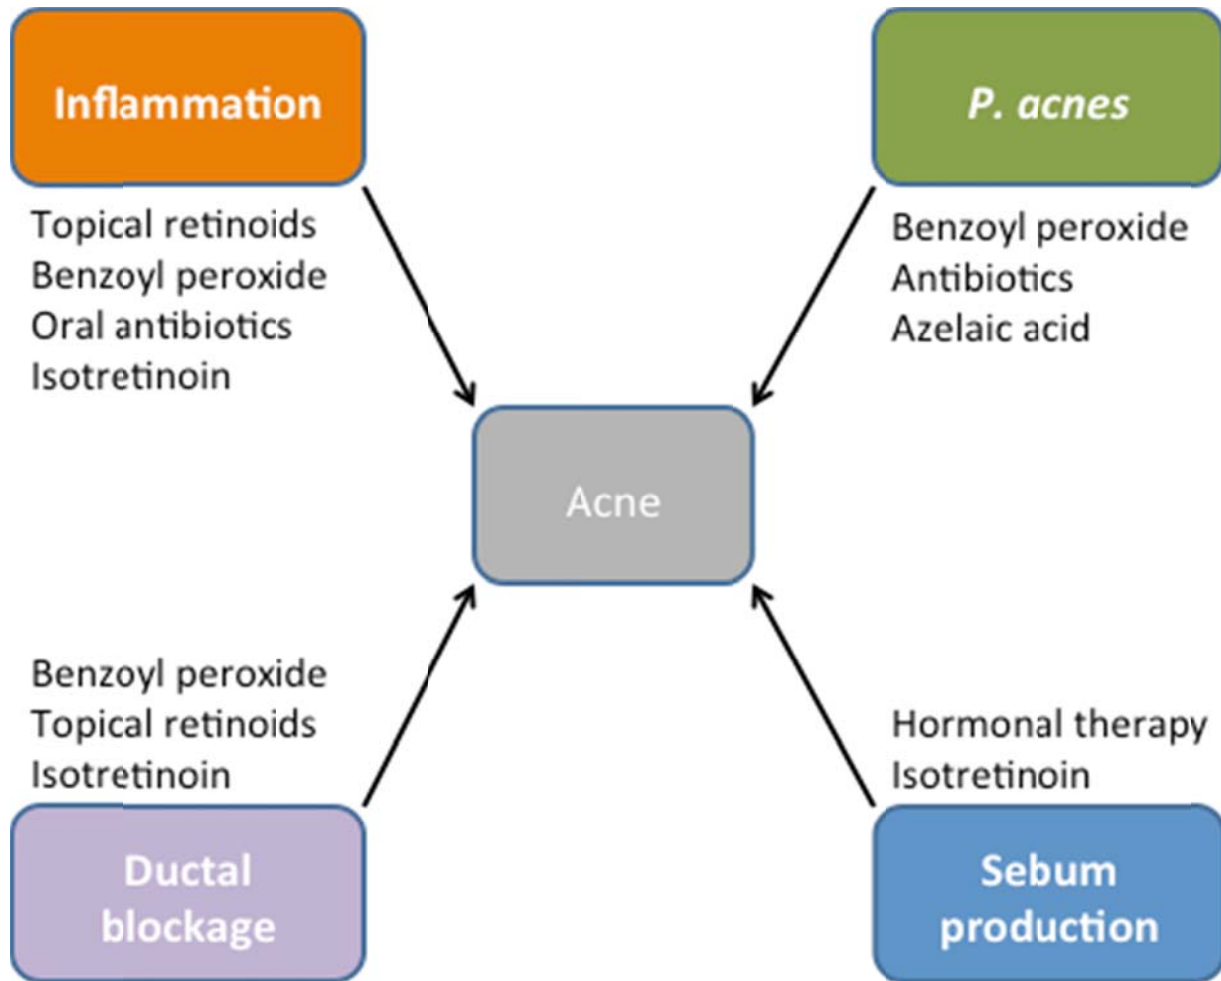 Inflammation
Topical retinoids
Benzoyl peroxide
Oral antibiotics
Isotretinoin
P. acnes
Benzoyl peroxide
Antibiotics
Azelaic acid
Acne
Benzoyl peroxide
Topical retinoids
Isotretinoin
Ductal
blockage
Hormonal therapy
Isotretinoin
Sebum
production